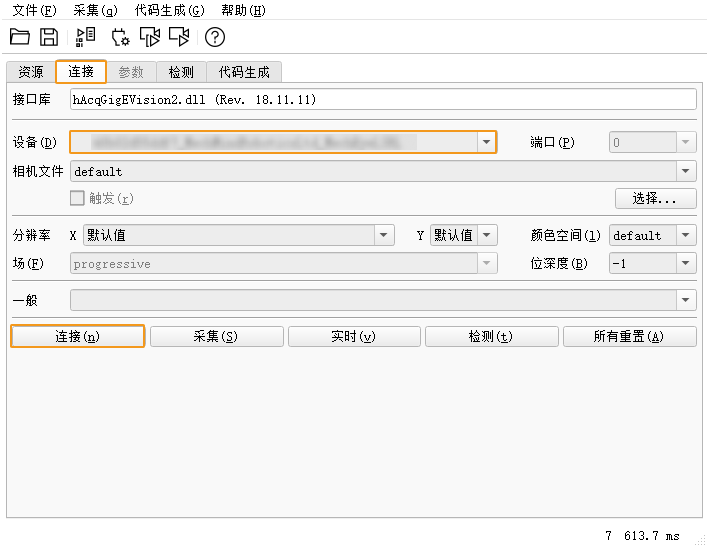 文件(F) 采集(q) 代码生成(G) 帮助(H)
资源 连接 参数 检测 代码生成
接口库 hAcqGigEVision2.dll (Rev. 18.11.11)
设备(D) 端口(P) 0
相机文件 default
触发(r) 选择...
分辨率 X 默认值 Y 默认值 颜色空间(l) default
场(F) progressive 位深度(B) -1
一般
连接(n) 采集(S) 实时(v) 检测(t) 所有重置(A)
7 613.7 ms